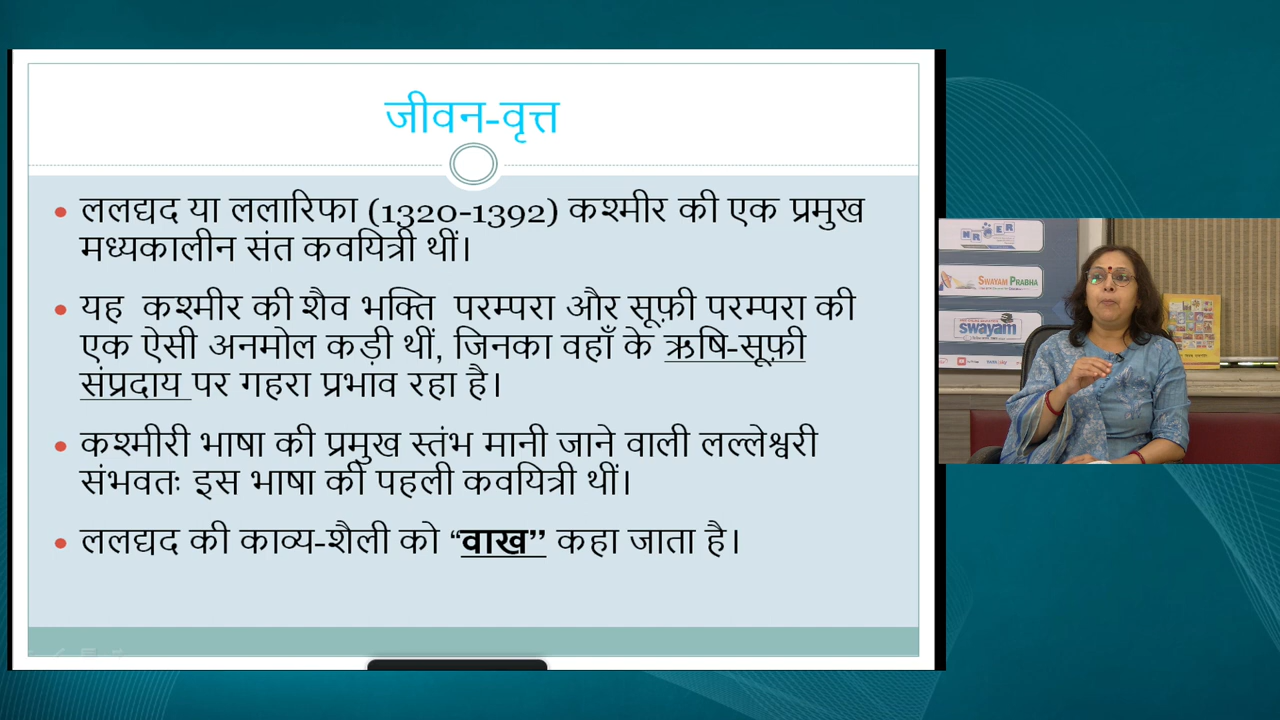 जीवन-वृत्त
ललद्यद या ललारिफा (1320-1392) कश्मीर की एक प्रमुख
मध्यकालीन संत कवयित्री थीं।
यह कश्मीर की शैव भक्ति परम्परा और सूफ़ी परम्परा की
एक ऐसी अनमोल कड़ी थीं, जिनका वहाँ के ऋषि-सूफ़ी
संप्रदाय पर गहरा प्रभाव रहा है।
कश्मीरी भाषा की प्रमुख स्तंभ मानी जाने वाली लल्लेश्वरी
संभवतः इस भाषा की पहली कवयित्री थीं।
ललद्यद की काव्य-शैली को “वाख” कहा जाता है।
SWAYAM PRABHA
swayam